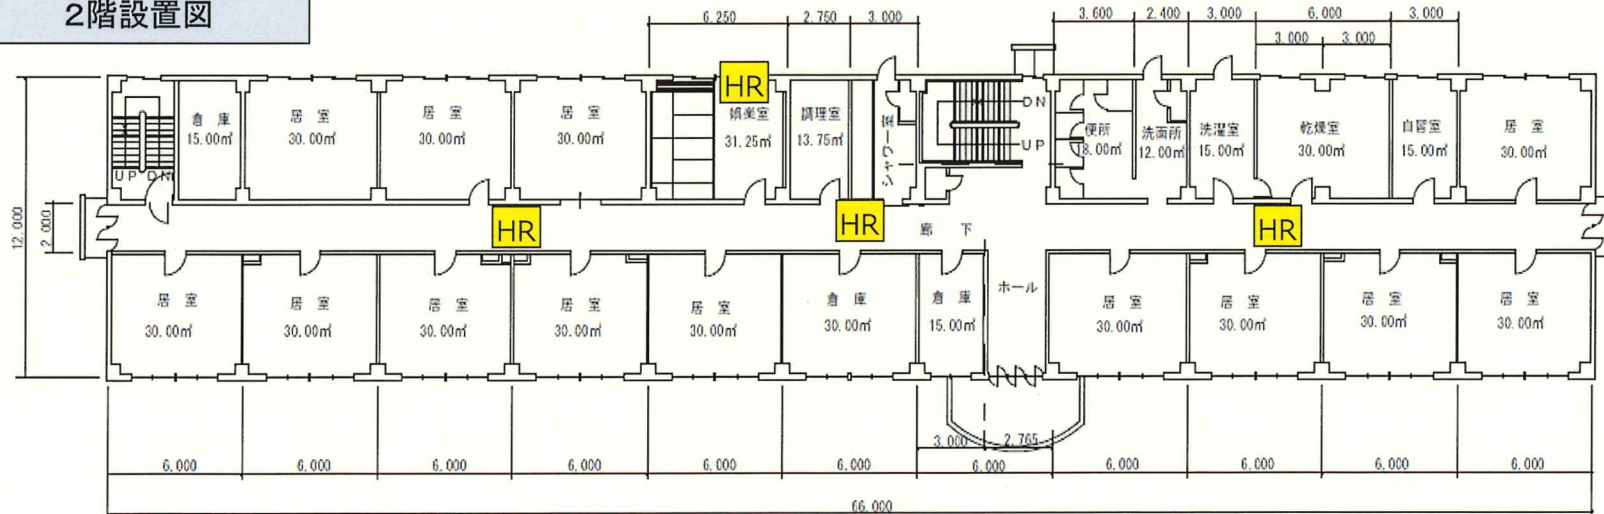 2階設置図
6.250
2.750
3.000
3.600
2.400
3.000
6.000
3.000
3.000
3.000
12.000
2.000
倉 庫
15.00㎡
居 室
30.00㎡
居 室
30.00㎡
居 室
30.00㎡
HR
娯楽室
31.25㎡
調理室
13.75㎡
シャワー室
DN
UP
便所
18.00㎡
洗面所
12.00㎡
洗濯室
15.00㎡
乾燥室
30.00㎡
自習室
15.00㎡
居 室
30.00㎡
UP DN
HR
HR
廊 下
HR
居 室
30.00㎡
居 室
30.00㎡
居 室
30.00㎡
居 室
30.00㎡
居 室
30.00㎡
倉 庫
30.00㎡
倉 庫
15.00㎡
ホール
居 室
30.00㎡
居 室
30.00㎡
居 室
30.00㎡
居 室
30.00㎡
3.000
2.765
6.000
6.000
6.000
6.000
6.000
6.000
6.000
6.000
6.000
6.000
6.000
66.000